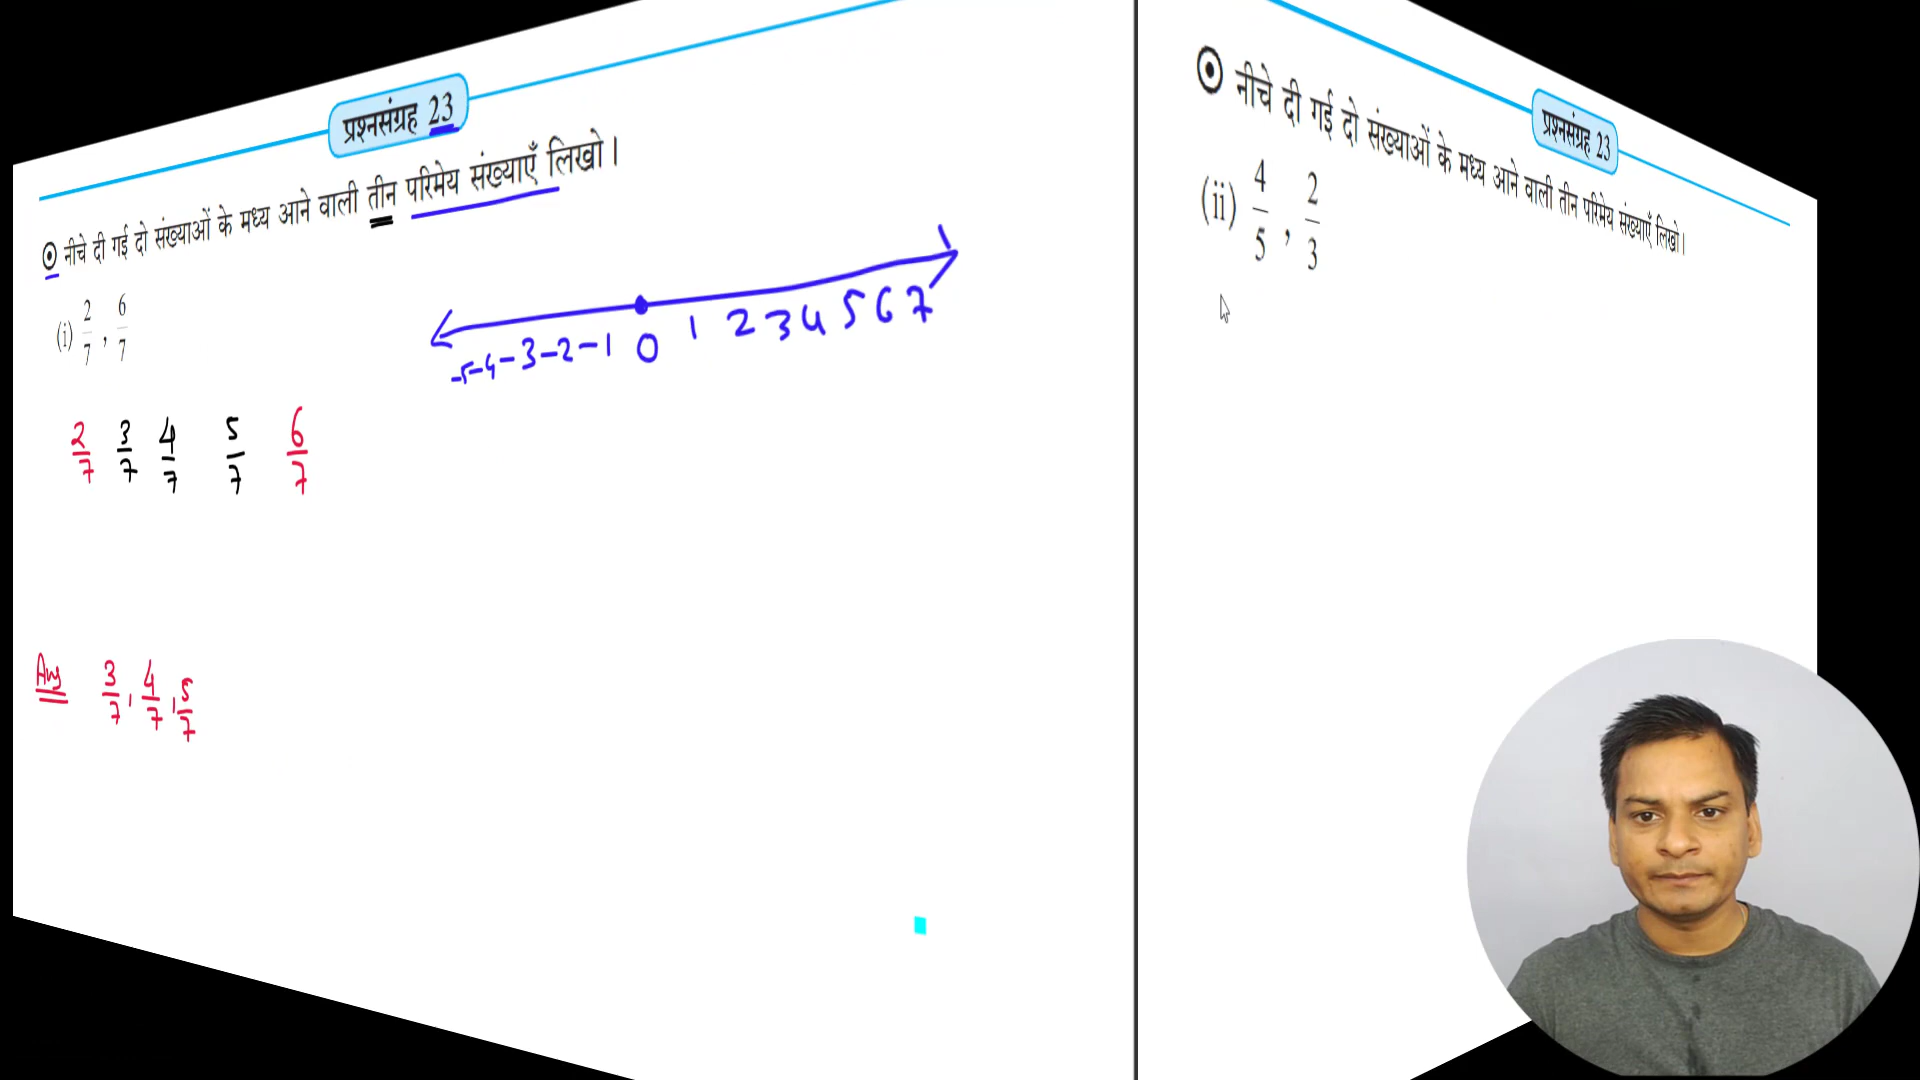 प्रश्नसंग्रह 23
नीचे दी गई दो संख्याओं के मध्य आने वाली तीन परिमेय संख्याएँ लिखो।
(i) 2/7 , 6/7
-5 -4 -3 -2 -1 0 1 2 3 4 5 6 7
2/7 3/7 4/7 5/7 6/7
Ans 3/7 , 4/7 , 5/7
प्रश्नसंग्रह 23
नीचे दी गई दो संख्याओं के मध्य आने वाली तीन परिमेय संख्याएँ लिखो।
(ii) 4/5 , 2/3